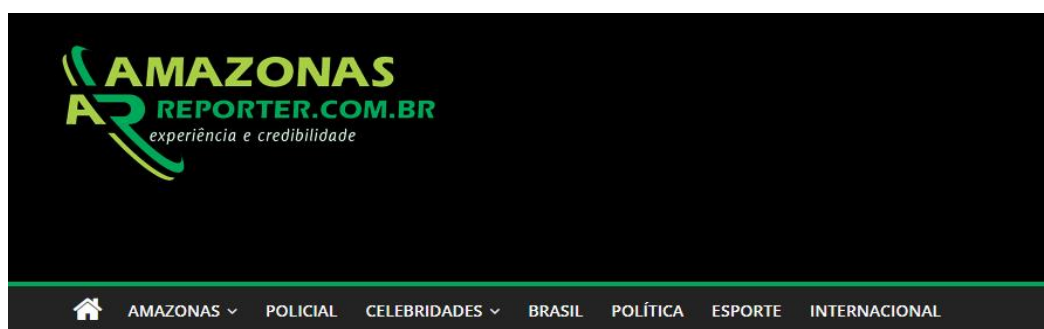 AMAZONAS
AR REPORTER.COM.BR
experiência e credibilidade
AMAZONAS POLICIAL CELEBRIDADES BRASIL POLÍTICA ESPORTE INTERNACIONAL